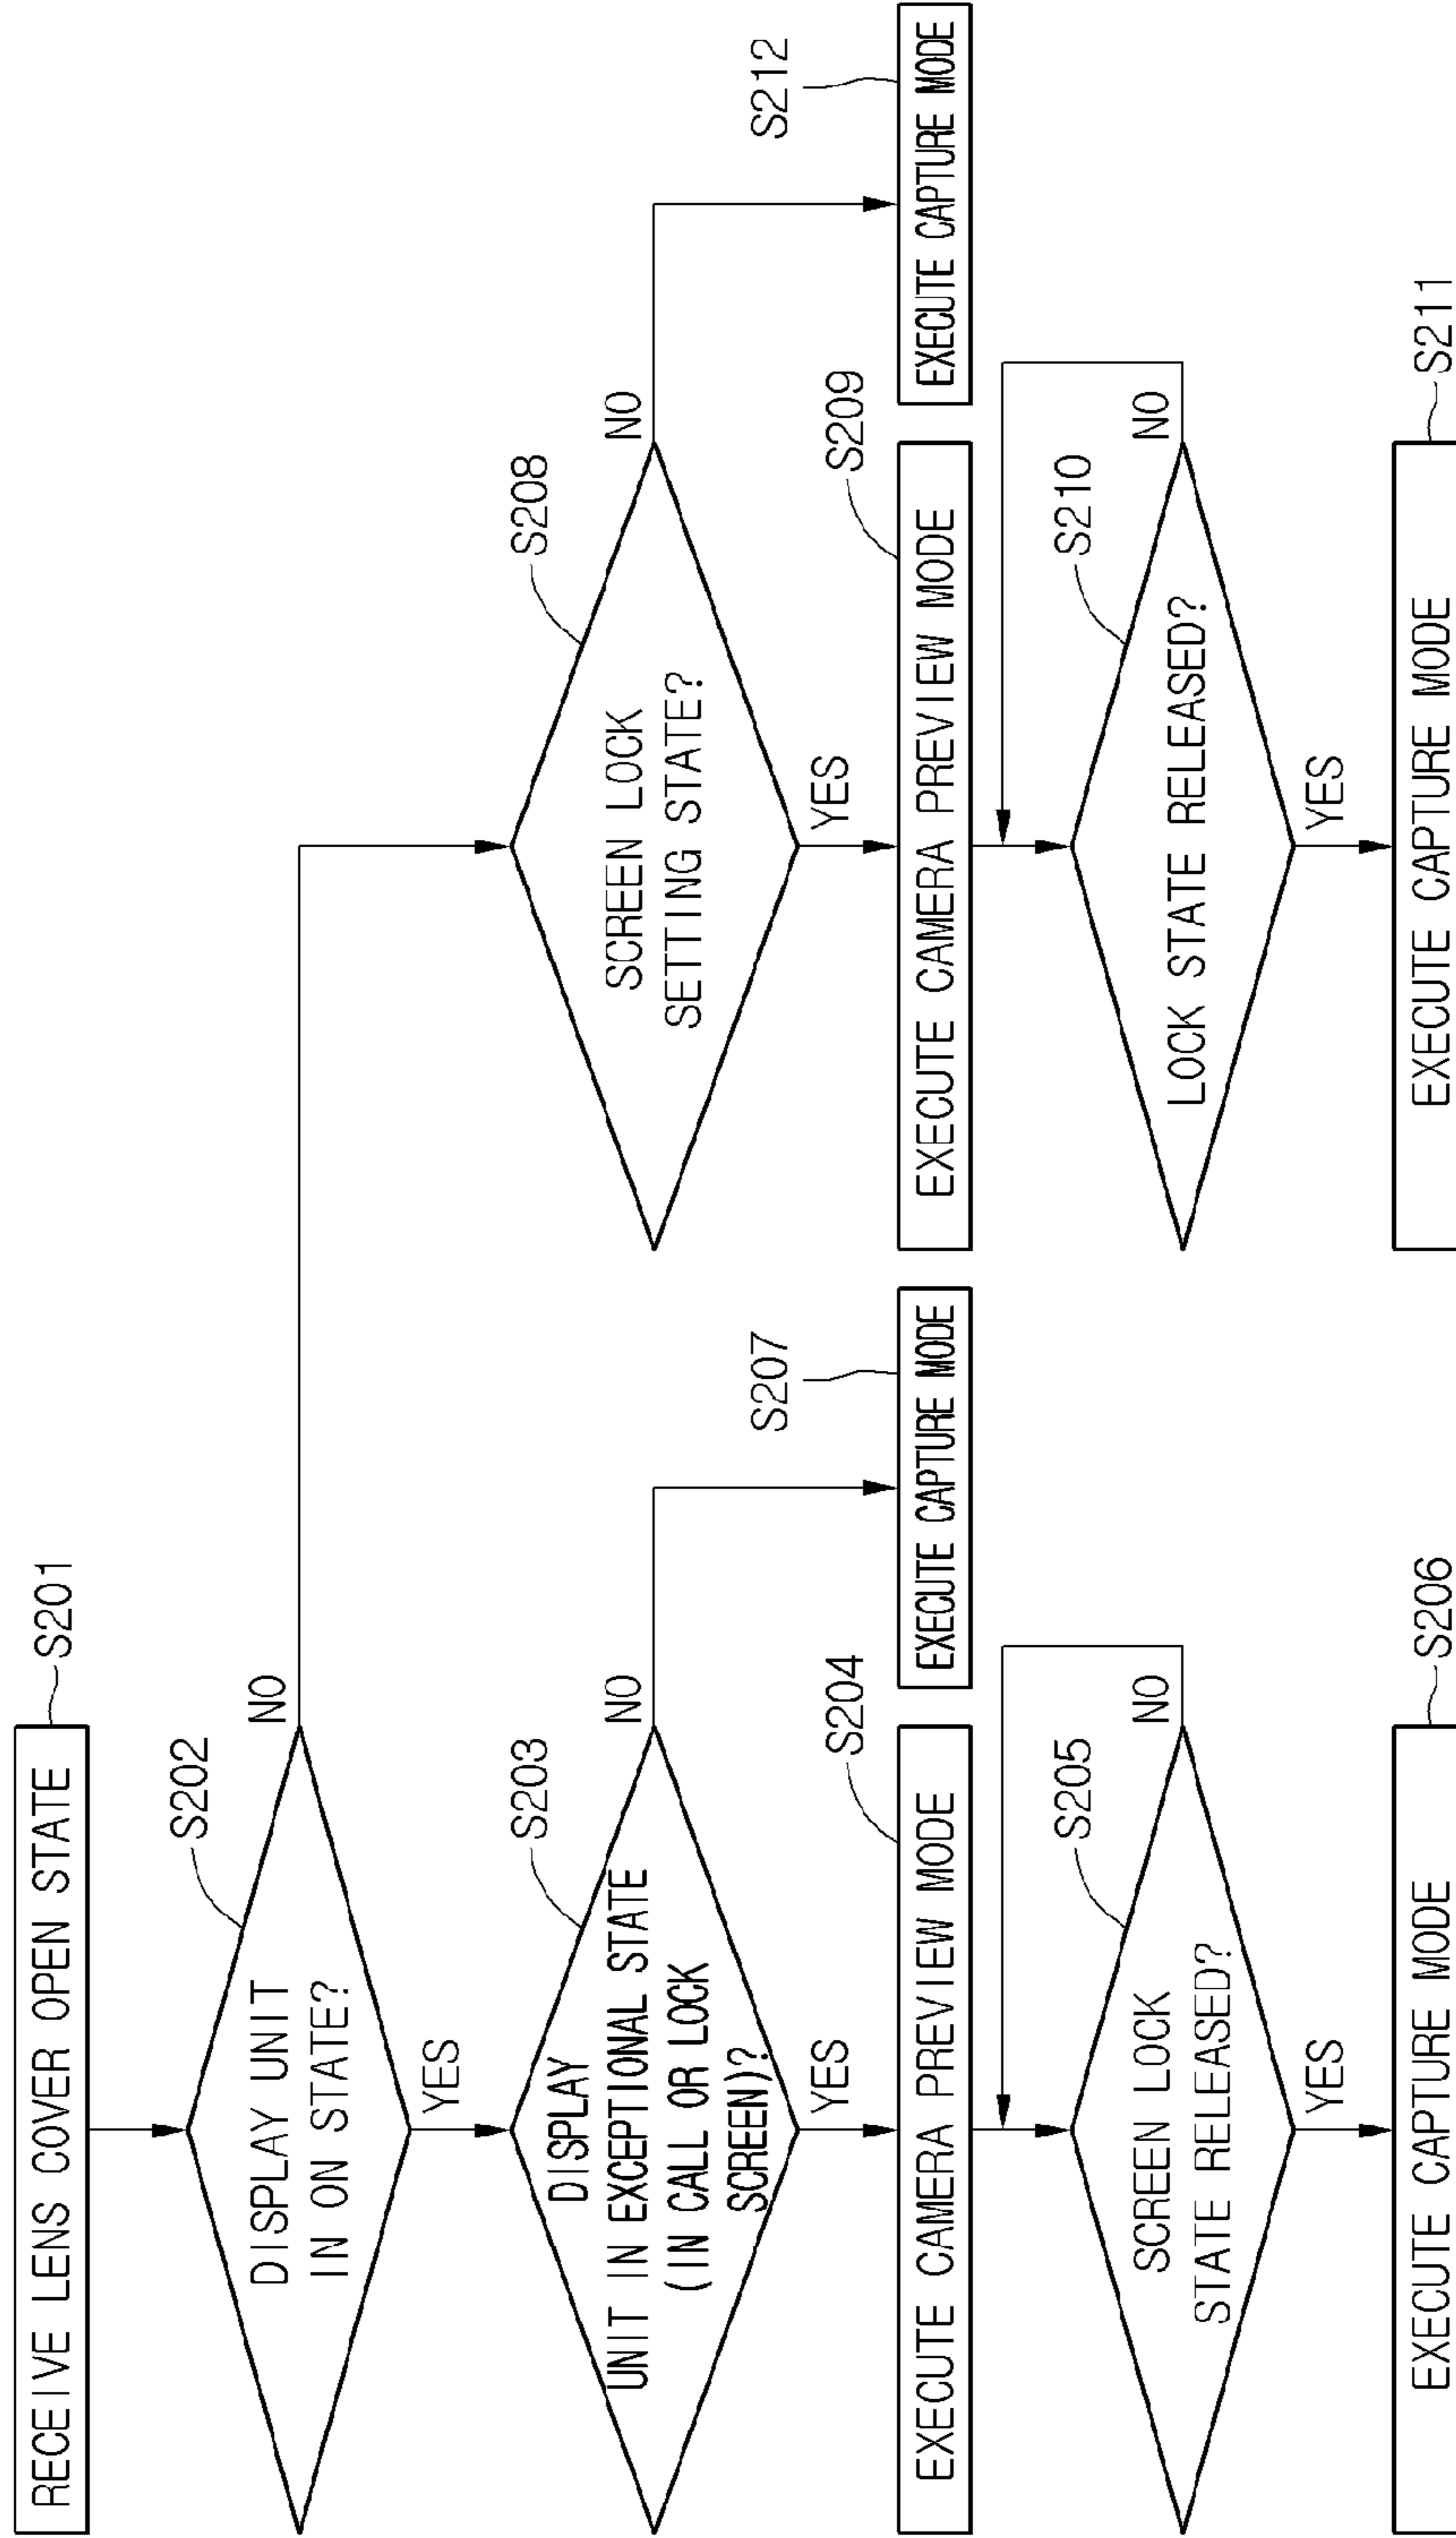 RECEIVE LENS COVER OPEN STATE
S201
DISPLAY UNIT
IN ON STATE?
S202
NO
YES
DISPLAY
UNIT IN EXCEPTIONAL STATE
(IN CALL OR LOCK
SCREEN)?
S203
NO
YES
EXECUTE CAMERA PREVIEW MODE
S204
EXECUTE CAPTURE MODE
S207
SCREEN LOCK
STATE RELEASED?
S205
NO
YES
EXECUTE CAPTURE MODE
S206
SCREEN LOCK
SETTING STATE?
S208
NO
YES
EXECUTE CAMERA PREVIEW MODE
S209
EXECUTE CAPTURE MODE
S212
LOCK STATE RELEASED?
S210
NO
YES
EXECUTE CAPTURE MODE
S211